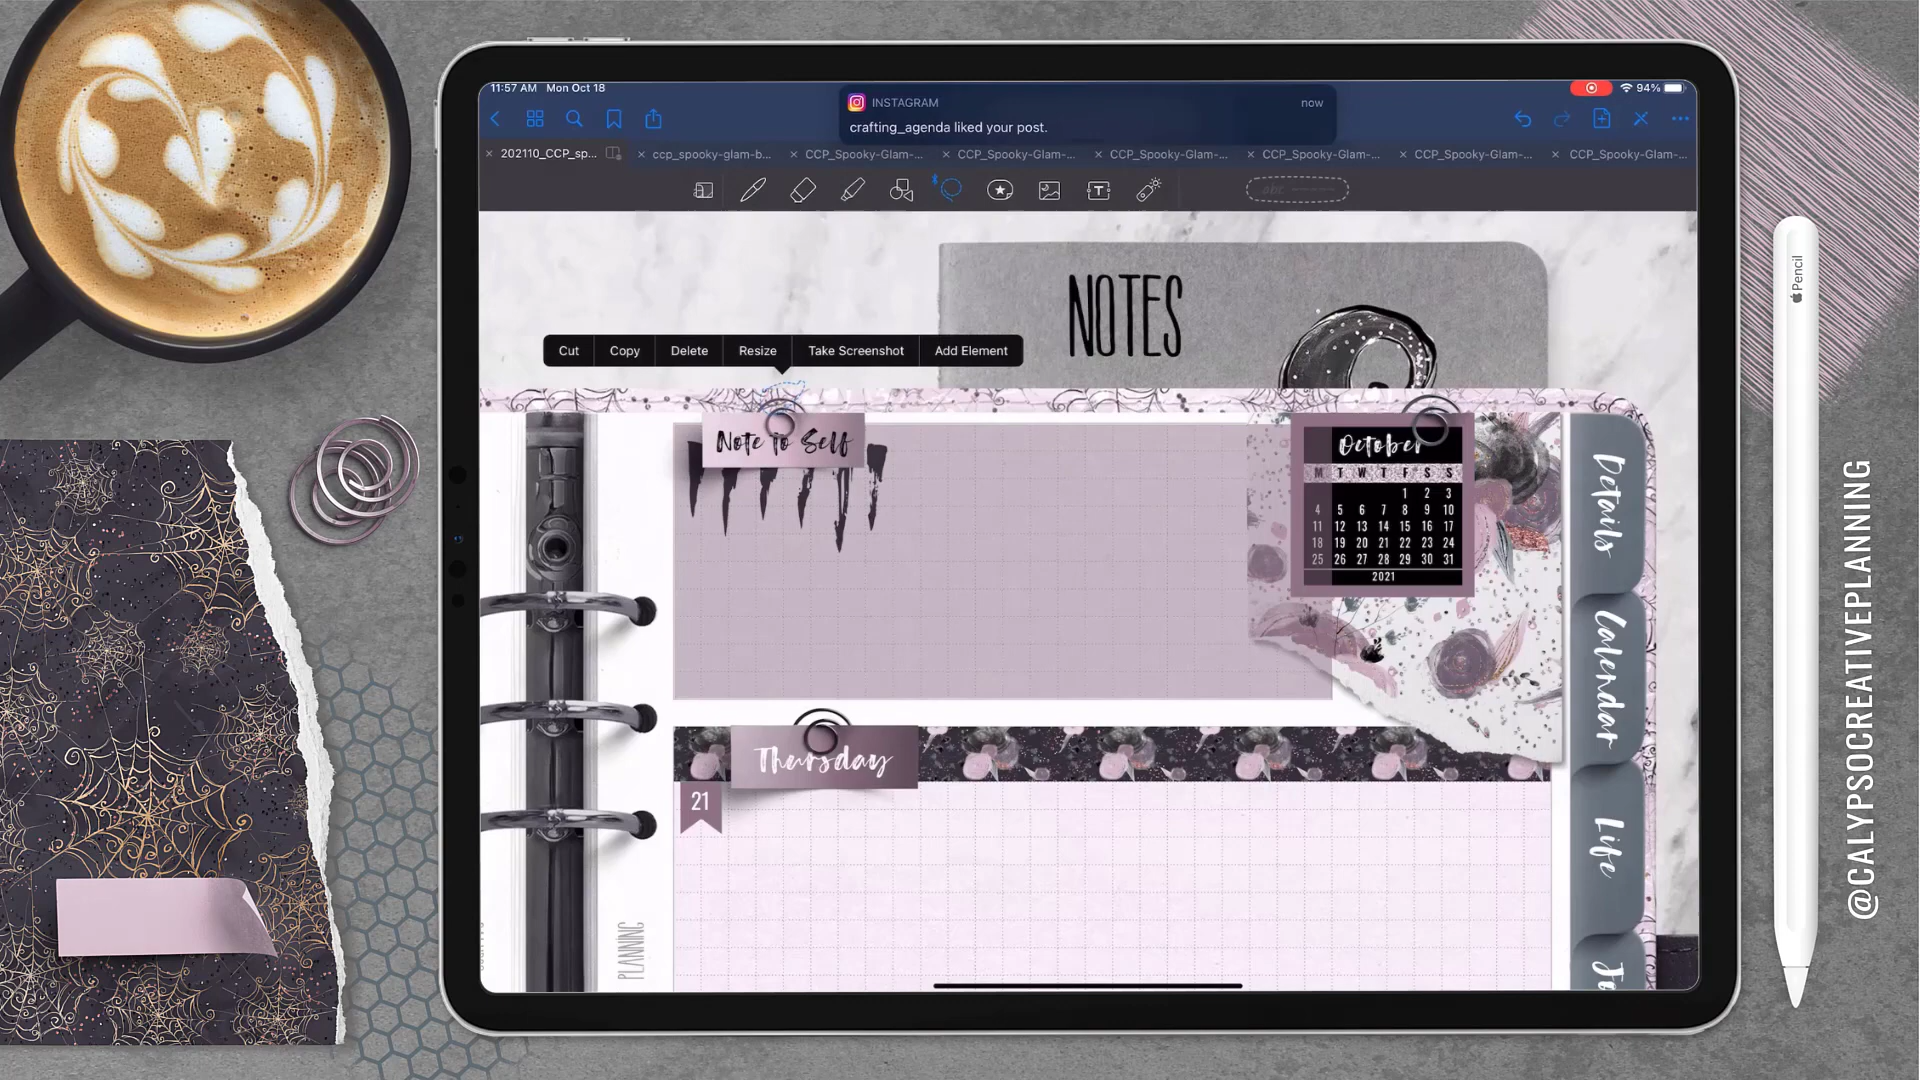 11:57 AM Mon Oct 18
INSTAGRAM
now
crafting_agenda liked your post.
94%
202110_CCP_sp...
ccp_spooky-glam-b...
CCP_Spooky-Glam-...
CCP_Spooky-Glam-...
CCP_Spooky-Glam-...
CCP_Spooky-Glam-...
CCP_Spooky-Glam-...
CCP_Spooky-Glam-...
abc
NOTES
Cut Copy Delete Resize Take Screenshot Add Element
Note to Self
October
M T W T F S S
1 2 3
4 5 6 7 8 9 10
11 12 13 14 15 16 17
18 19 20 21 22 23 24
25 26 27 28 29 30 31
2021
Thursday
21
PLANNING
Details
Calendar
Life
Pencil
@CALYPSOCREATIVEPLANNING